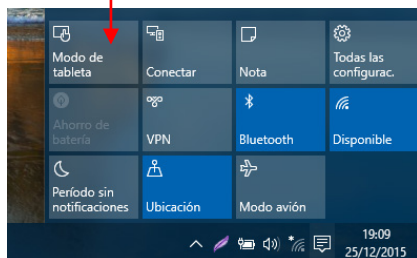 Modo de
tableta
Conectar
Nota
Todas las
configurac.
Ahorro de
batería
VPN
Bluetooth
Disponible
Período sin
notificaciones
Ubicación
Modo avión
19:09
25/12/2015